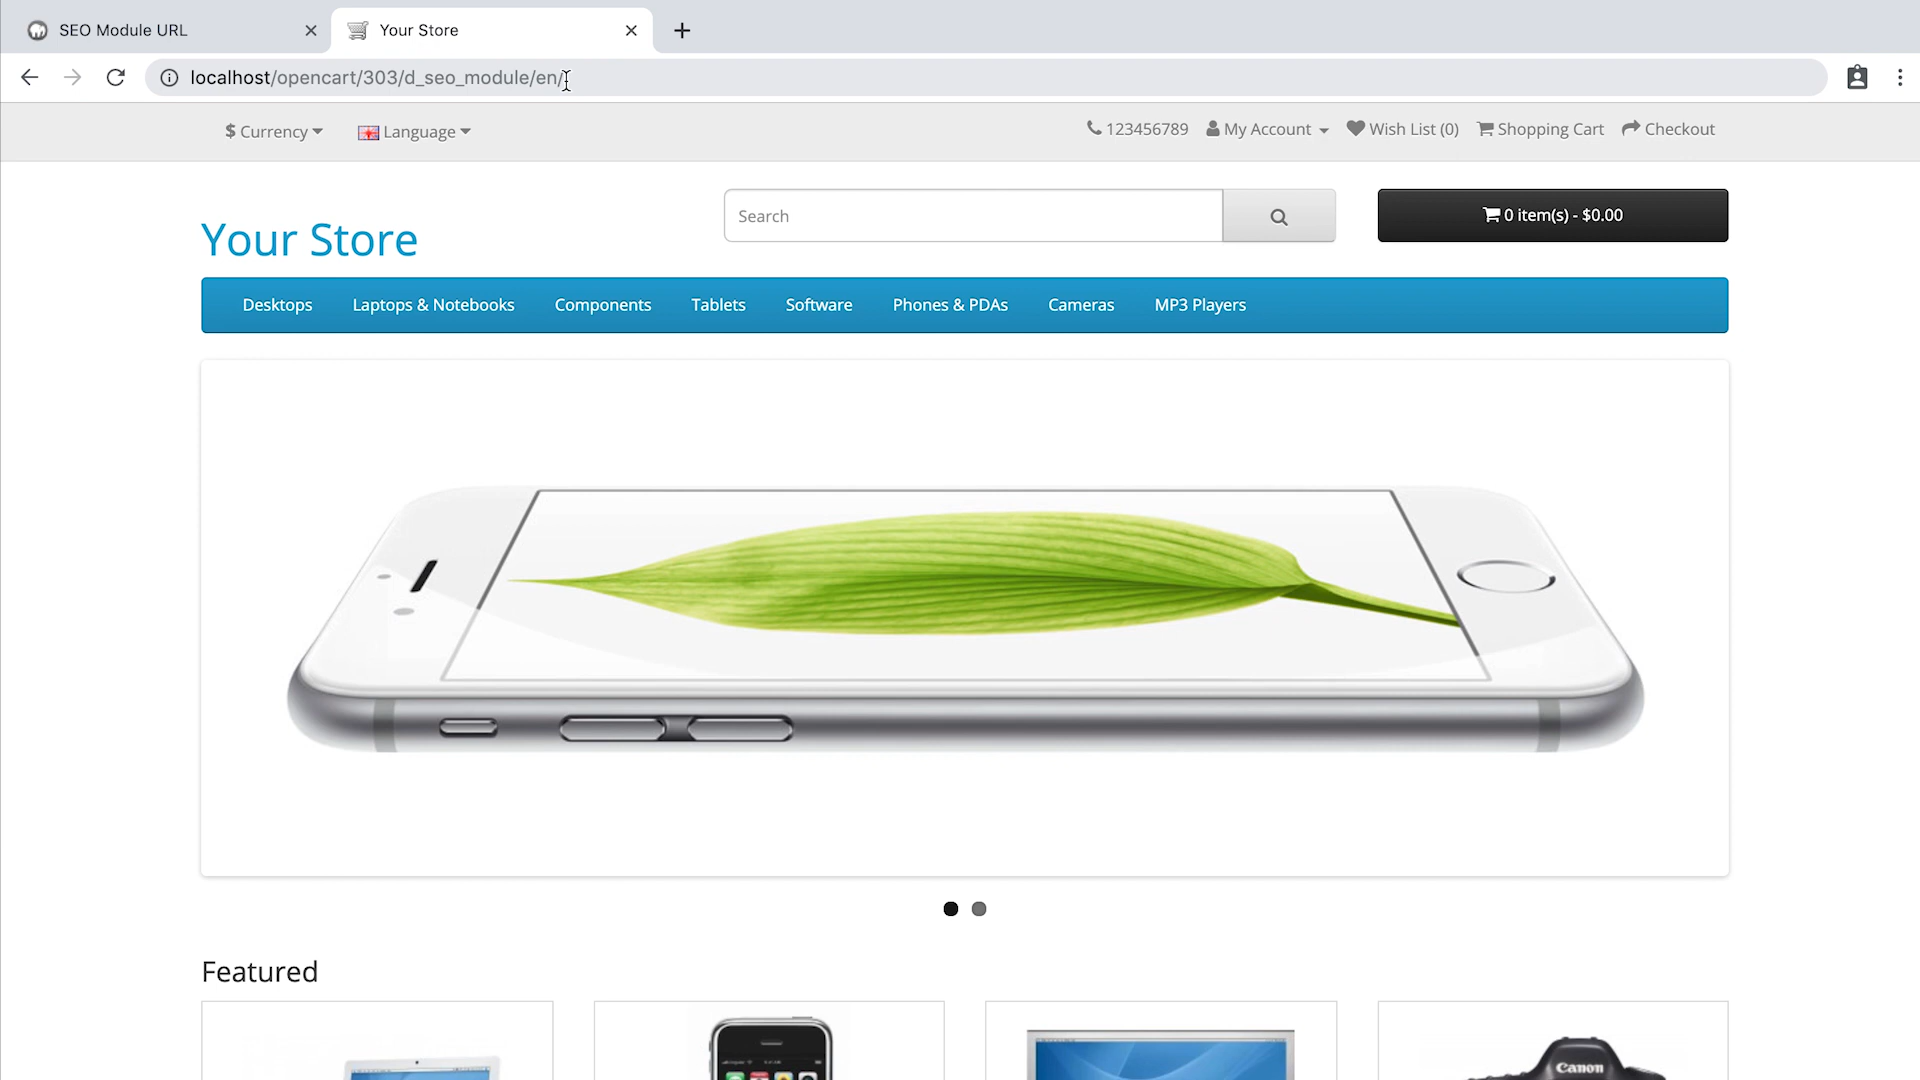 SEO Module URL
Your Store
localhost/opencart/303/d_seo_module/en/
$ Currency
Language
123456789
My Account
Wish List (0)
Shopping Cart
Checkout
Your Store
Search
0 item(s) - $0.00
Desktops
Laptops & Notebooks
Components
Tablets
Software
Phones & PDAs
Cameras
MP3 Players
Featured
Canon